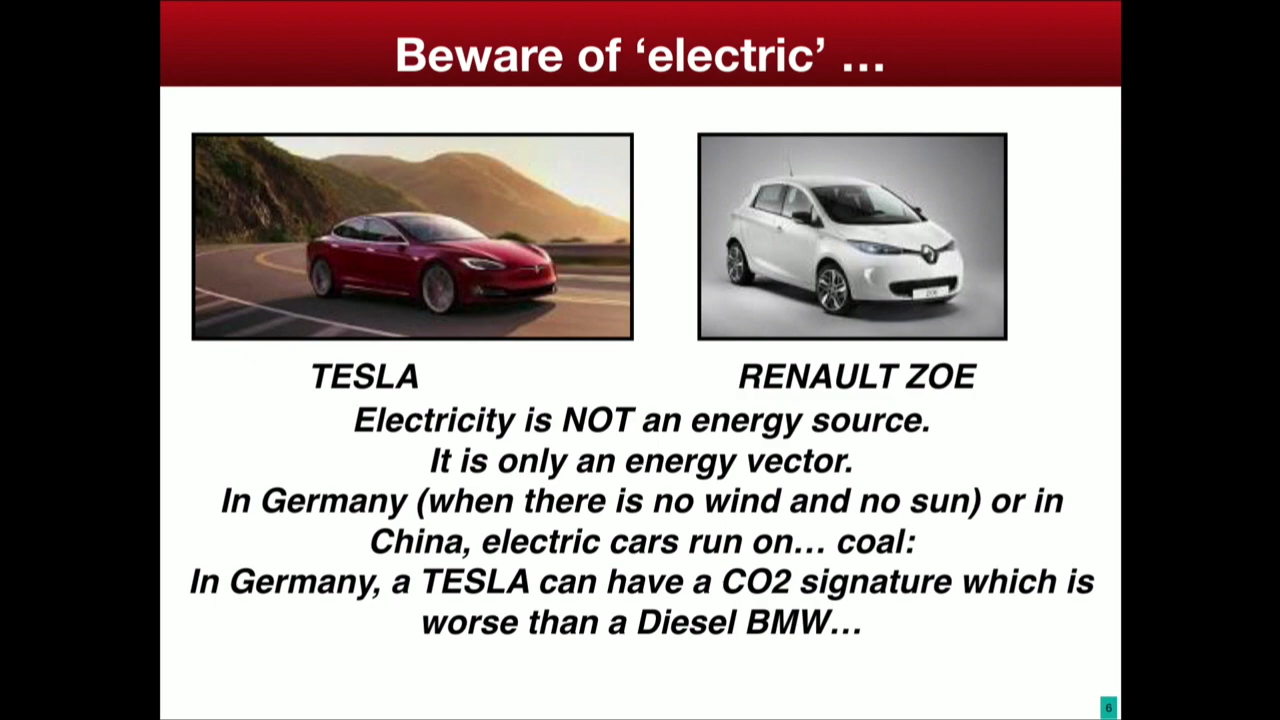 Beware of ‘electric’ …
TESLA
RENAULT ZOE
Electricity is NOT an energy source.
It is only an energy vector.
In Germany (when there is no wind and no sun) or in
China, electric cars run on… coal:
In Germany, a TESLA can have a CO2 signature which is
worse than a Diesel BMW…
6